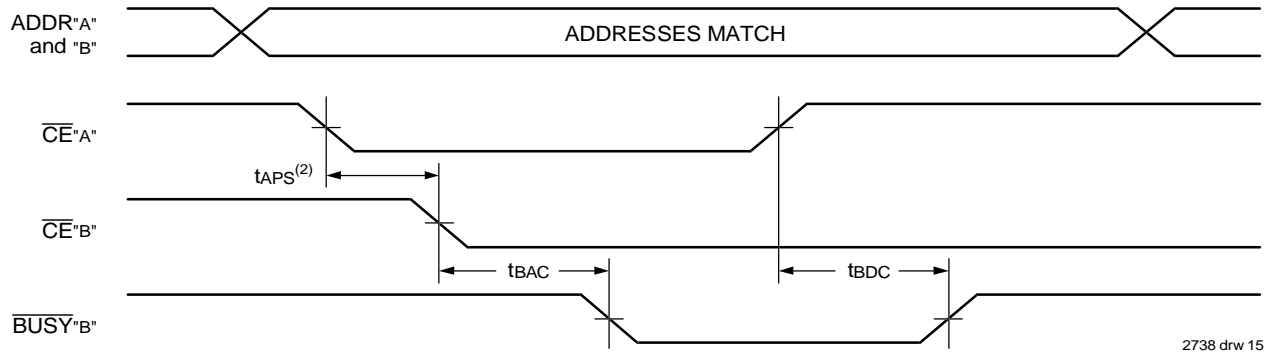 ADDR"A"
and "B"
ADDRESSES MATCH
CE"A"
tAPS(2)
CE"B"
tBAC
tBDC
BUSY"B"
2738 drw 15